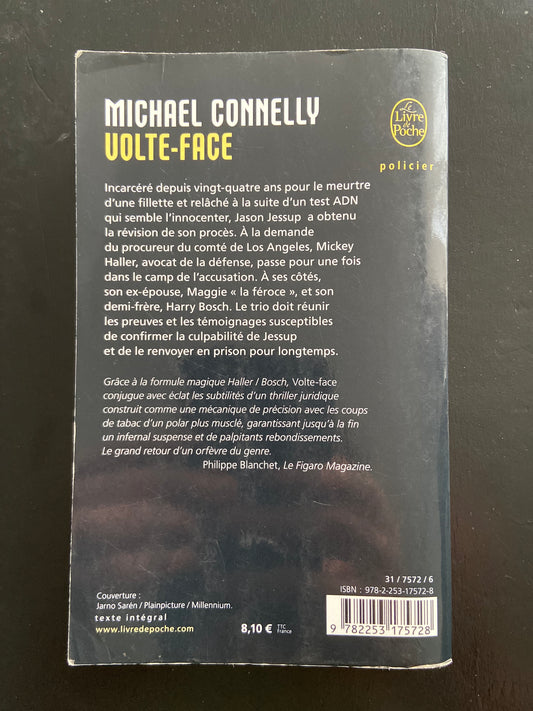 MICHAEL CONNELLY
VOLTE-FACE
Le
Livre
de
Poche
policier
Incarcéré depuis vingt-quatre ans pour le meurtre
d'une fillette et relâché à la suite d'un test ADN
qui semble l'innocenter, Jason Jessup a obtenu
la révision de son procès. À la demande
du procureur du comté de Los Angeles, Mickey
Haller, avocat de la défense, passe pour une fois
dans le camp de l'accusation. À ses côtés,
son ex-épouse, Maggie « la féroce », et son
demi-frère, Harry Bosch. Le trio doit réunir
les preuves et les témoignages susceptibles
de confirmer la culpabilité de Jessup
et de le renvoyer en prison pour longtemps.
Grâce à la formule magique Haller / Bosch, Volte-face
conjugue avec éclat les subtilités d'un thriller juridique
construit comme une mécanique de précision avec les coups
de tabac d'un polar plus musclé, garantissant jusqu'à la fin
un infernal suspense et de palpitants rebondissements.
Le grand retour d'un orfèvre du genre.
Philippe Blanchet, Le Figaro Magazine.
Couverture :
Jarno Sarén / Plainpicture / Millennium.
texte intégral
www.livredepoche.com
8,10 € TTC
France
31 / 7572 / 6
ISBN : 978-2-253-17572-8
9 782253 175728